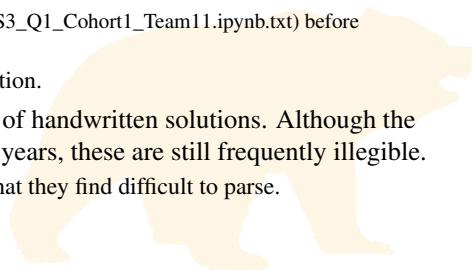 S3_Q1_Cohort1_Team11.ipynb.txt) before
tion.
of handwritten solutions. Although the
years, these are still frequently illegible.
hat they find difficult to parse.